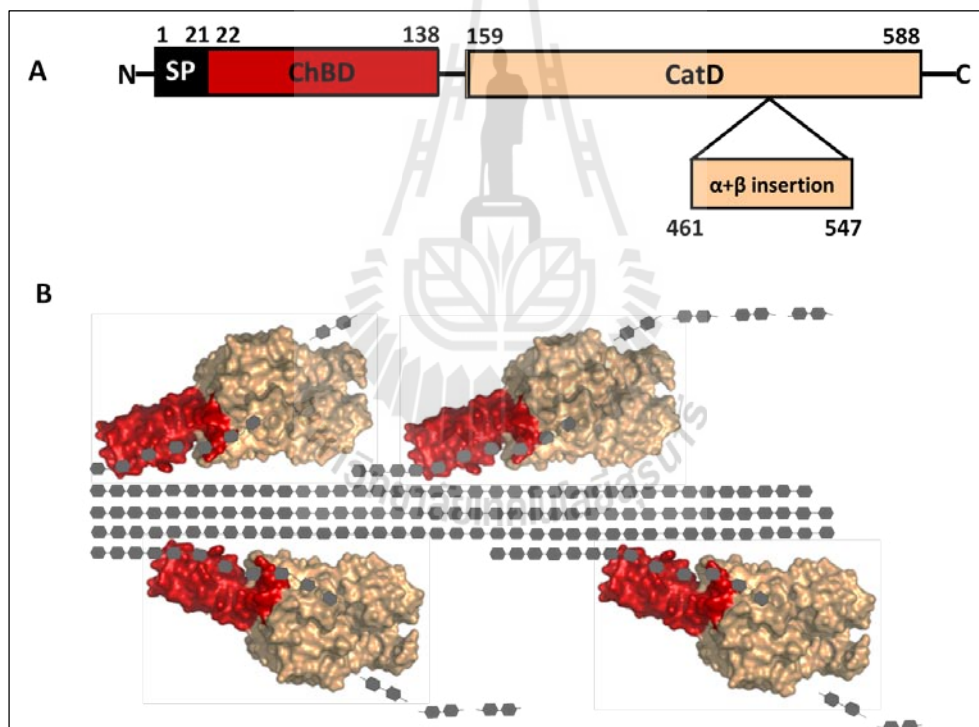 1 21 22 138 159 588
A N SP ChBD CatD C
α+β insertion
461 547
B